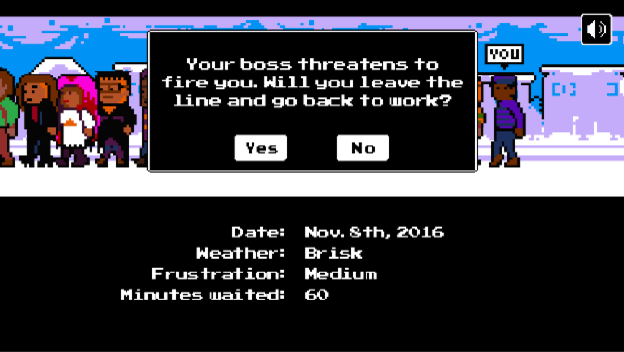 YOU
Your boss threatens to
fire you. Will you leave the
line and go back to work?
Yes No
Date: Nov. 8th, 2016
Weather: Brisk
Frustration: Medium
Minutes waited: 60